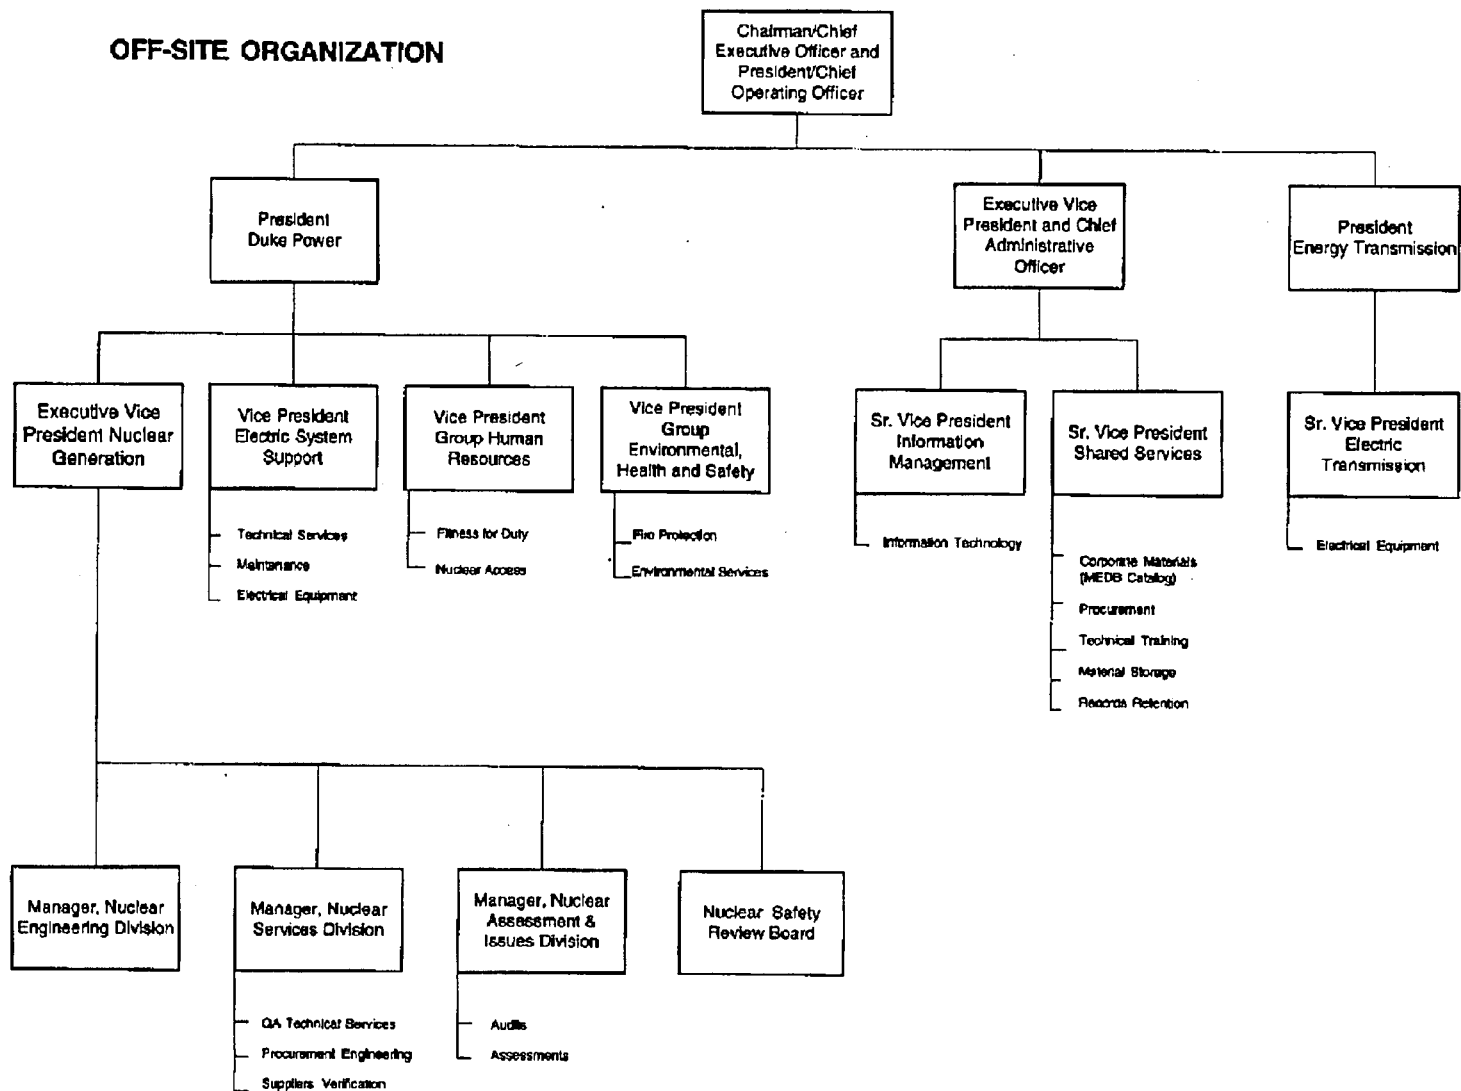 OFF-SITE ORGANIZATION
Chairman/Chief
Executive Officer and
President/Chief
Operating Officer
President
Duke Power
Executive Vice
President and Chief
Administrative
Officer
President
Energy Transmission
Executive Vice
President Nuclear
Generation
Vice President
Electric System
Support
Vice President
Group Human
Resources
Vice President
Group
Environmental,
Health and Safety
Sr. Vice President
Information
Management
Sr. Vice President
Shared Services
Sr. Vice President
Electric
Transmission
Technical Services
Maintenance
Electrical Equipment
Fitness for Duty
Nuclear Access
Fire Protection
Environmental Services
Information Technology
Corporate Materials
(MEDB Catalog)
Procurement
Technical Training
Material Storage
Records Retention
Electrical Equipment
Manager, Nuclear
Engineering Division
Manager, Nuclear
Services Division
Manager, Nuclear
Assessment &
Issues Division
Nuclear Safety
Review Board
QA Technical Services
Procurement Engineering
Suppliers Verification
Audits
Assessments